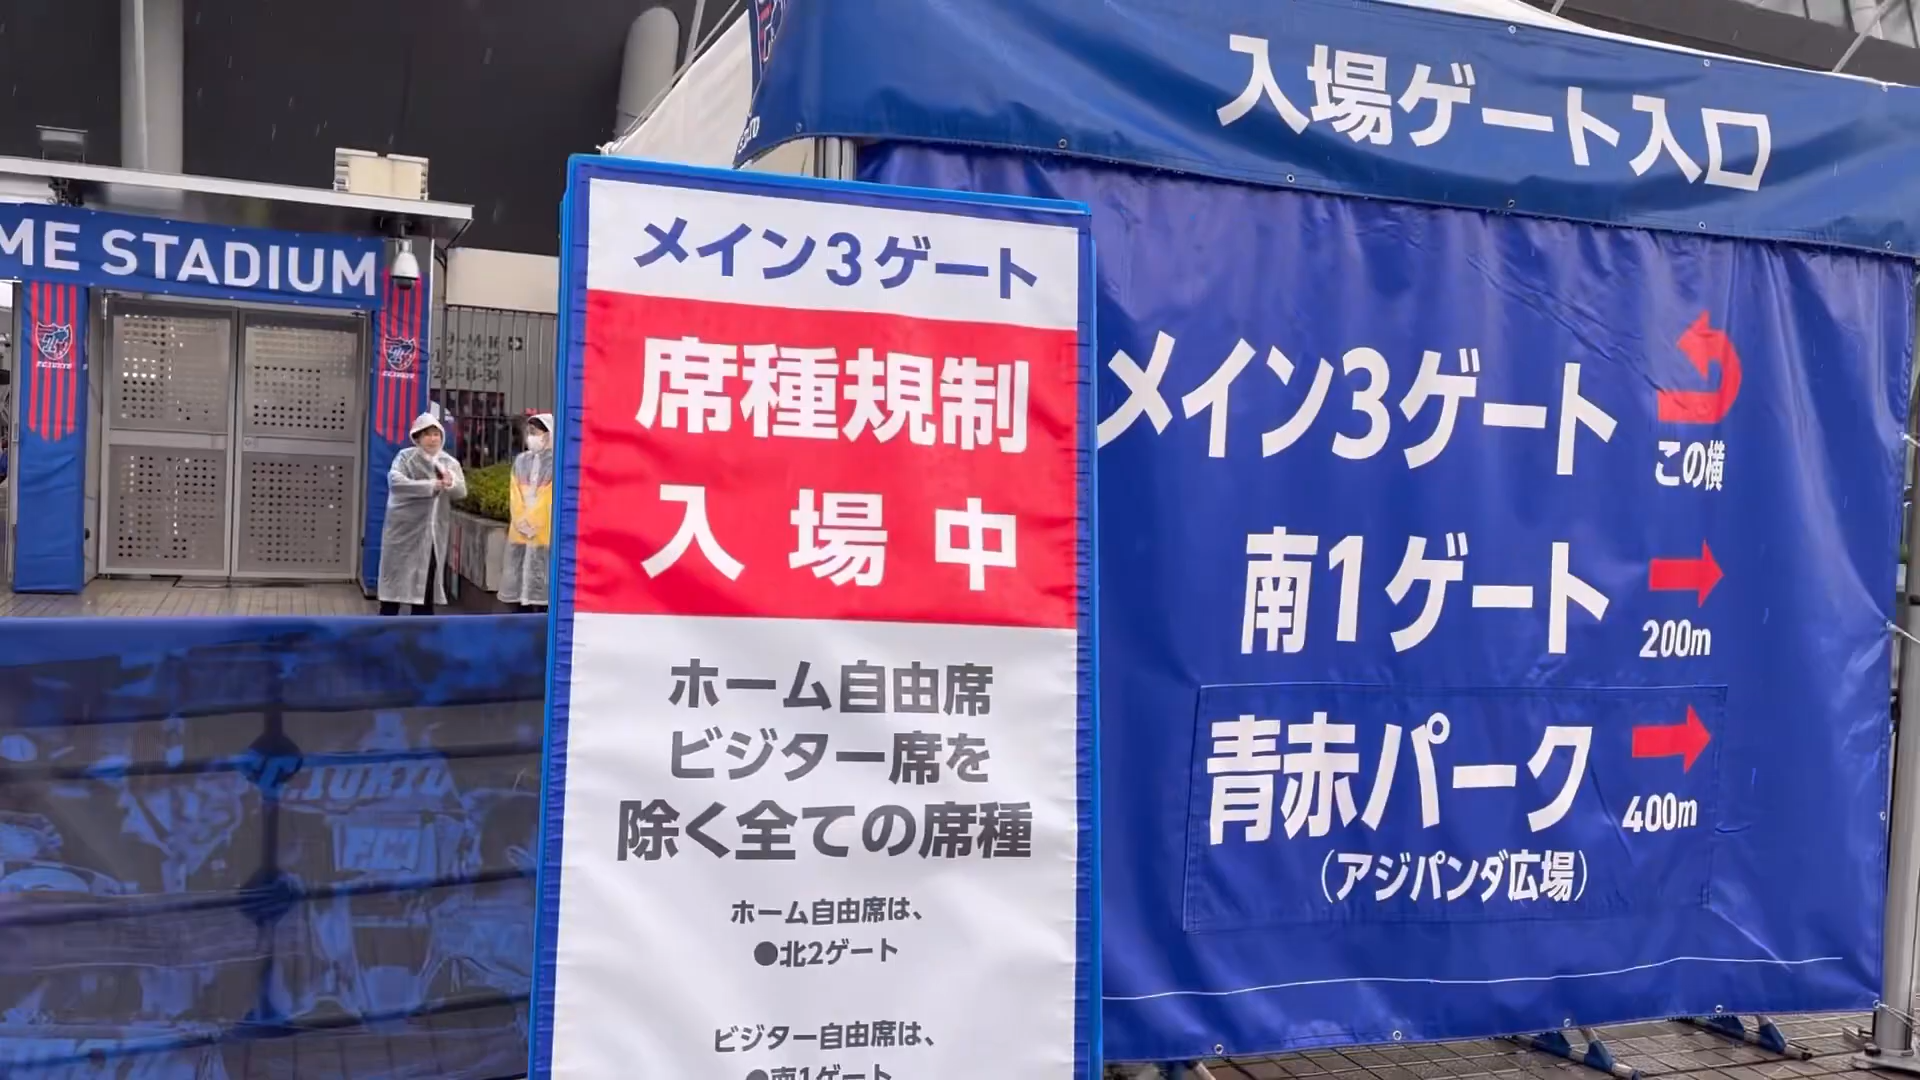 ME STADIUM
メイン3ゲート
席種規制
入場中
ホーム自由席
ビジター席を
除く全ての席種
ホーム自由席は、
●北2ゲート
ビジター自由席は、
●南1ゲート
入場ゲート入口
メイン3ゲート
この横
南1ゲート
200m
青赤パーク
400m
(アジパンダ広場)
F.C.TOKYO